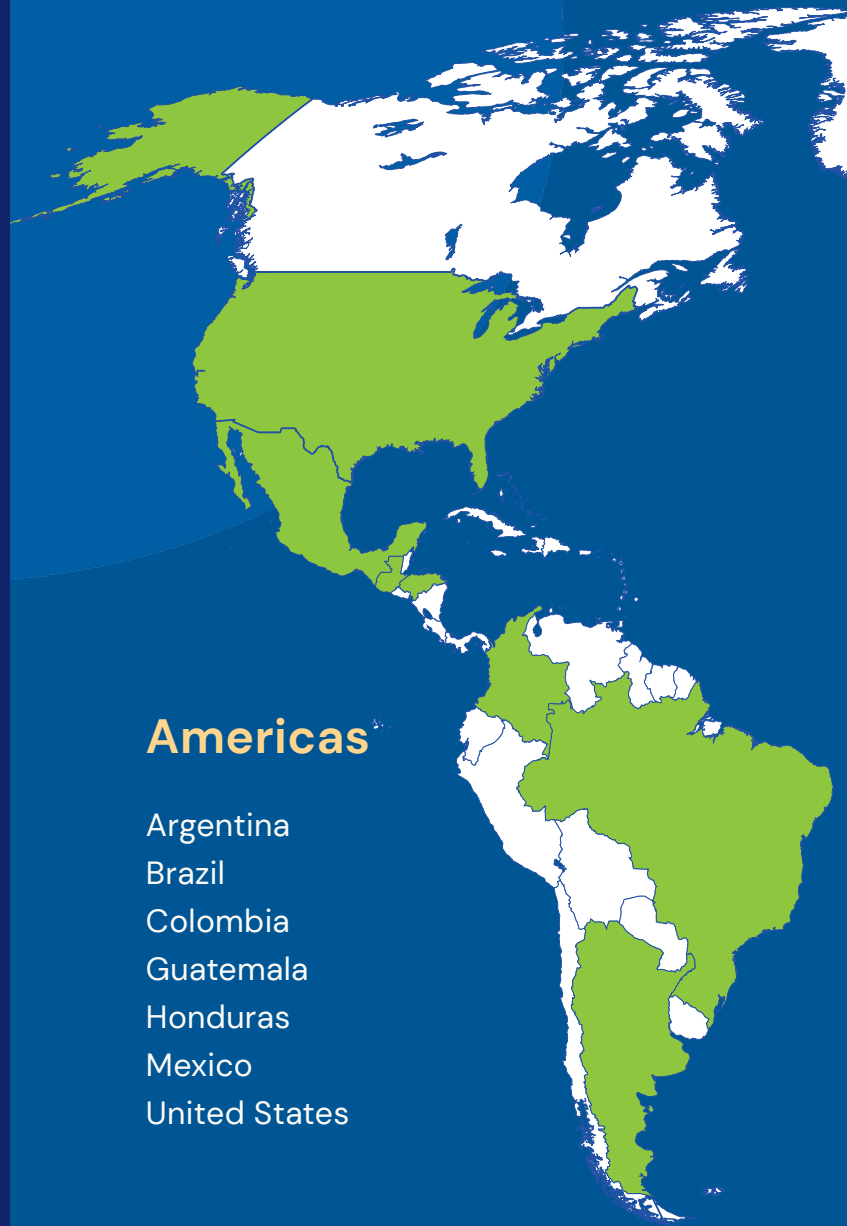 Americas
Argentina
Brazil
Colombia
Guatemala
Honduras
Mexico
United States